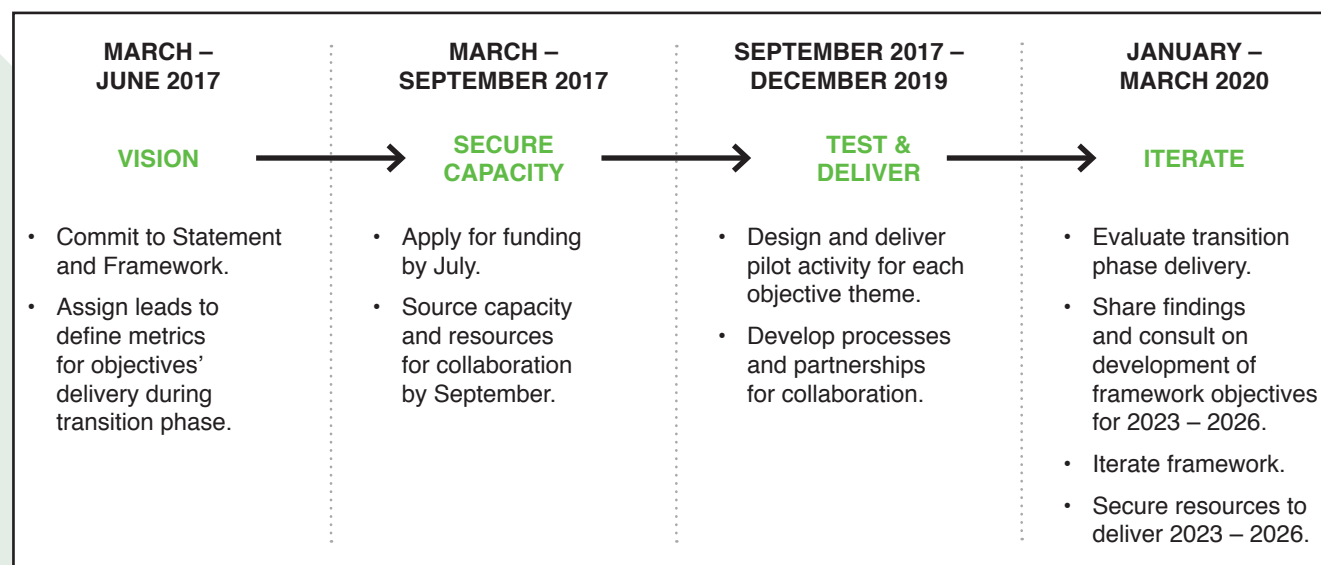 MARCH –
JUNE 2017
VISION
• Commit to Statement
and Framework.
• Assign leads to
define metrics
for objectives’
delivery during
transition phase.
MARCH –
SEPTEMBER 2017
SECURE
CAPACITY
• Apply for funding
by July.
• Source capacity
and resources
for collaboration
by September.
SEPTEMBER 2017 –
DECEMBER 2019
TEST &
DELIVER
• Design and deliver
pilot activity for each
objective theme.
• Develop processes
and partnerships
for collaboration.
JANUARY –
MARCH 2020
ITERATE
• Evaluate transition
phase delivery.
• Share findings
and consult on
development of
framework objectives
for 2023 – 2026.
• Iterate framework.
• Secure resources to
deliver 2023 – 2026.